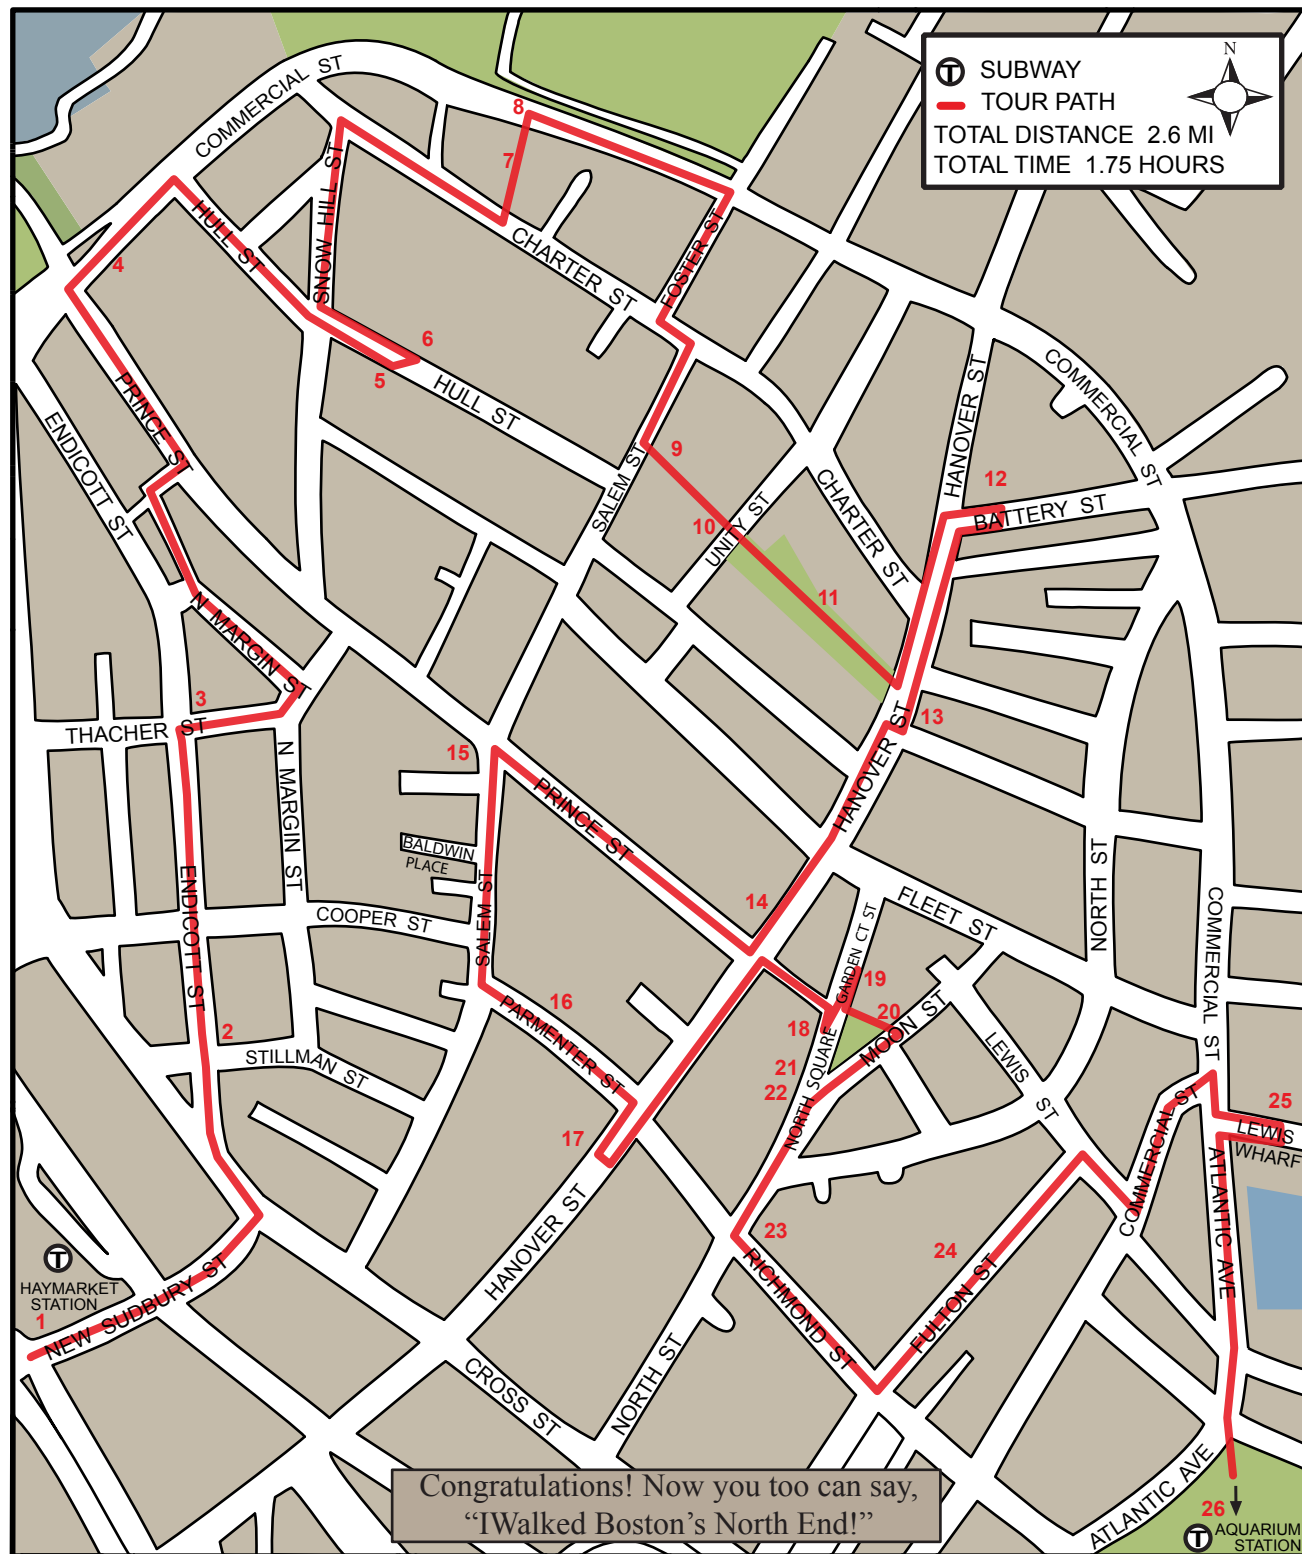 N
T SUBWAY
TOUR PATH
TOTAL DISTANCE 2.6 MI
TOTAL TIME 1.75 HOURS
COMMERCIAL ST
8
7
SNOW HILL ST
HULL ST
4
CHARTER ST
FOSTER ST
6
5
HULL ST
PRINCE ST
ENDICOTT ST
HANOVER ST
COMMERCIAL ST
9
SALEM ST
10
UNITY ST
CHARTER ST
12
BATTERY ST
11
N MARGIN ST
3
THACHER ST
N MARGIN ST
13
HANOVER ST
15
PRINCE ST
BALDWIN
PLACE
SALEM ST
ENDICOTT ST
COOPER ST
14
FLEET ST
NORTH ST
COMMERCIAL ST
GARDEN CT ST
19
16
PARMENTER ST
18
20
MOON ST
2
STILLMAN ST
21
22
NORTH SQUARE
LEWIS ST
17
COMMERCIAL ST
25
LEWIS
WHARF
ATLANTIC AVE
HANOVER ST
23
RICHMOND ST
24
FULTON ST
T
HAYMARKET
STATION
1
NEW SUDBURY ST
CROSS ST
NORTH ST
ATLANTIC AVE
Congratulations! Now you too can say,
“IWalked Boston’s North End!”
26
T AQUARIUM
STATION